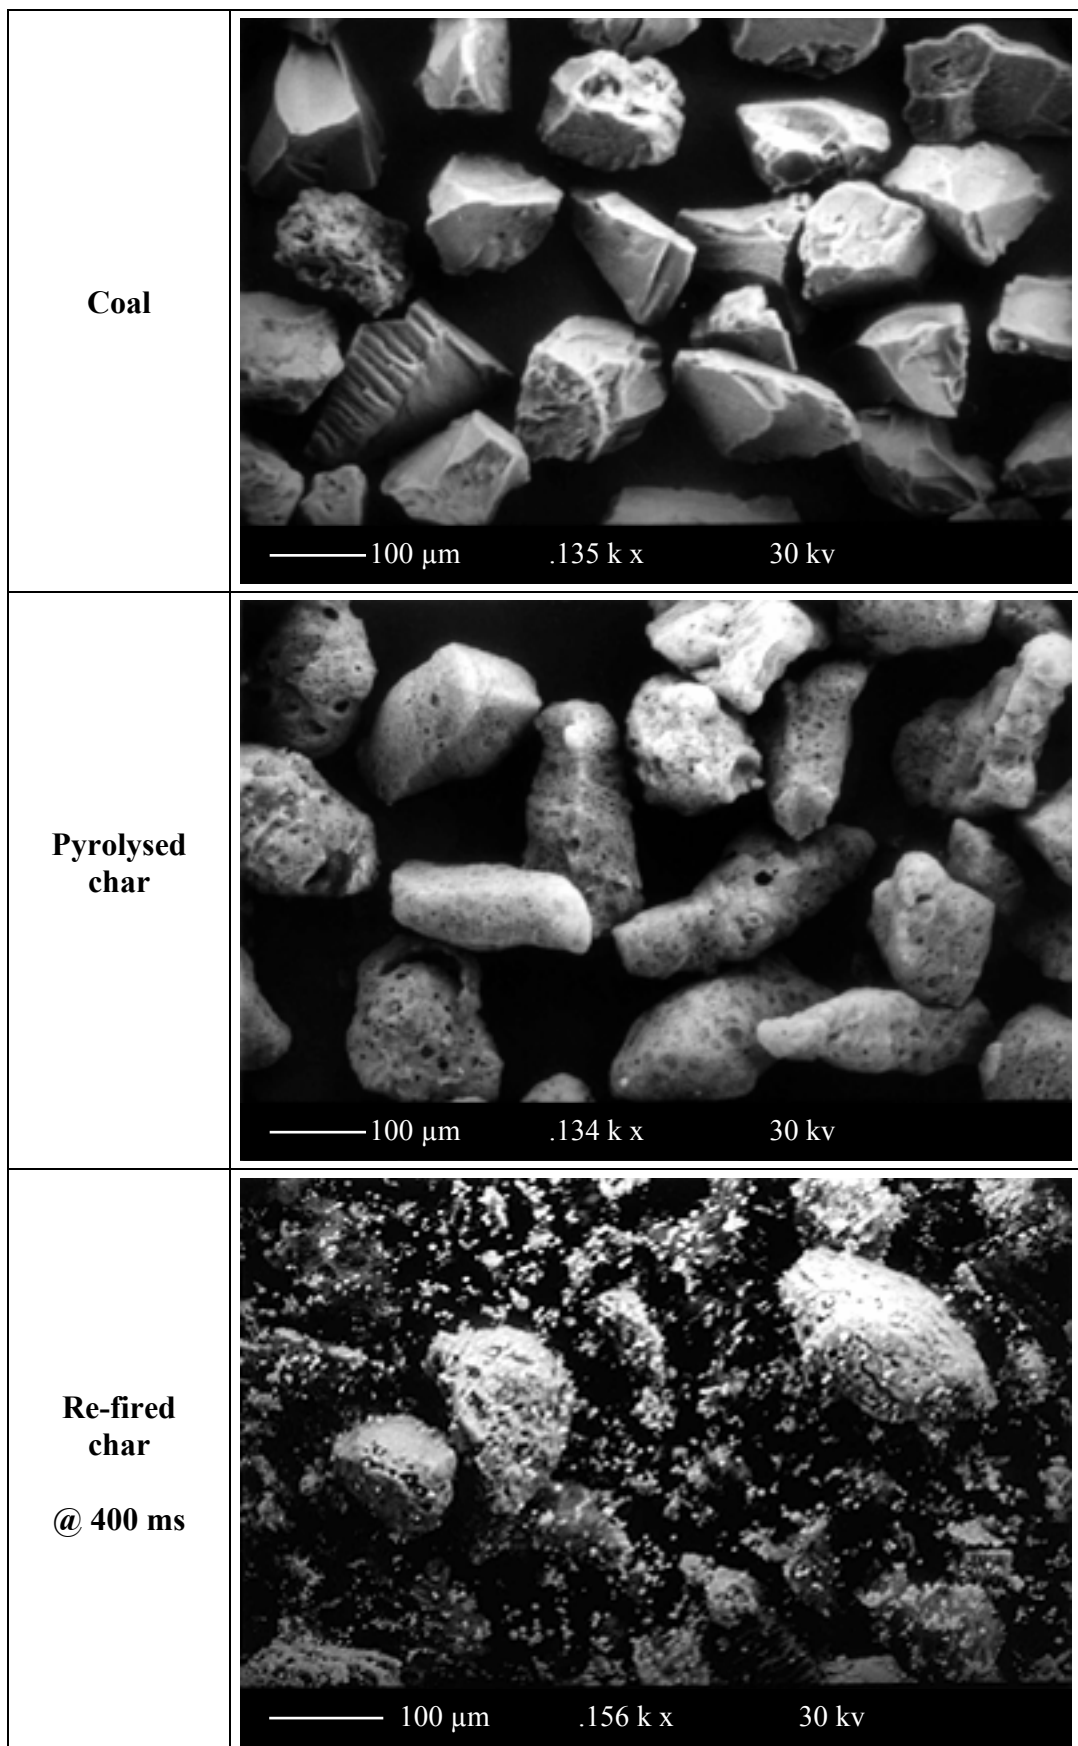 Coal
100 µm .135 k x 30 kv
Pyrolysed
char
100 µm .134 k x 30 kv
Re-fired
char
@ 400 ms
100 µm .156 k x 30 kv